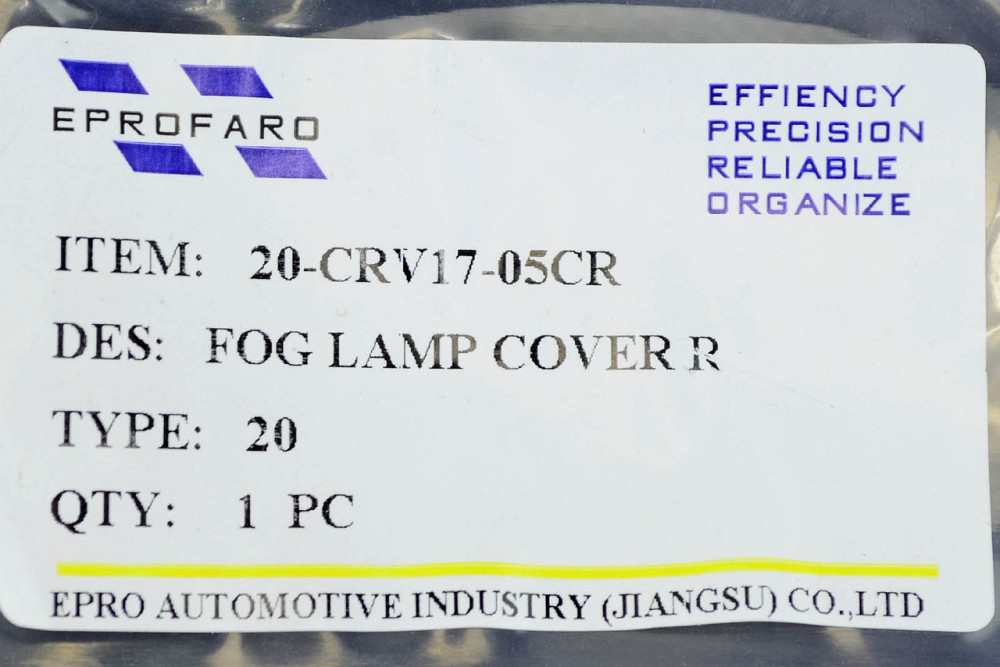 EPROFARO
EFFIENCY
PRECISION
RELIABLE
ORGANIZE
ITEM: 20-CRV17-05CR
DES: FOG LAMP COVER R
TYPE: 20
QTY: 1 PC
EPRO AUTOMOTIVE INDUSTRY (JIANGSU) CO.,LTD